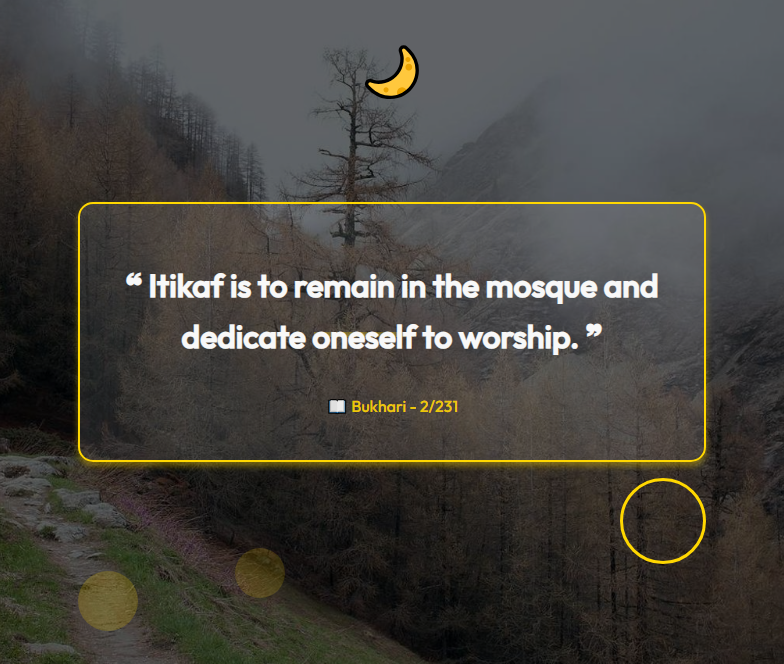 ❝ Itikaf is to remain in the mosque and
dedicate oneself to worship. ❞
📖 Bukhari - 2/231